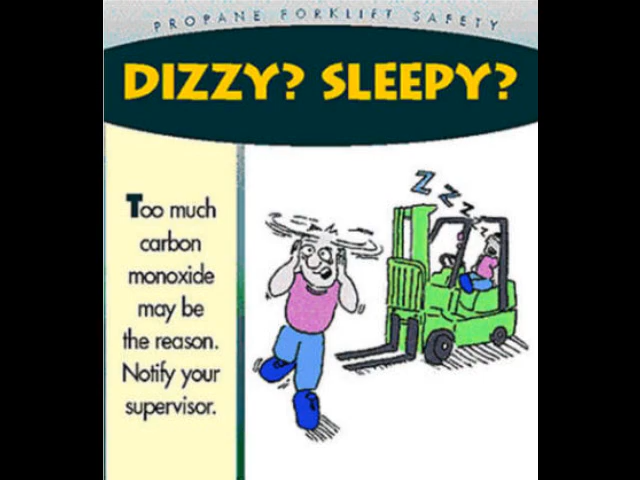 PROPANE FORKLIFT SAFETY
DIZZY? SLEEPY?
Too much
carbon
monoxide
may be
the reason.
Notify your
supervisor.
Z Z Z Z